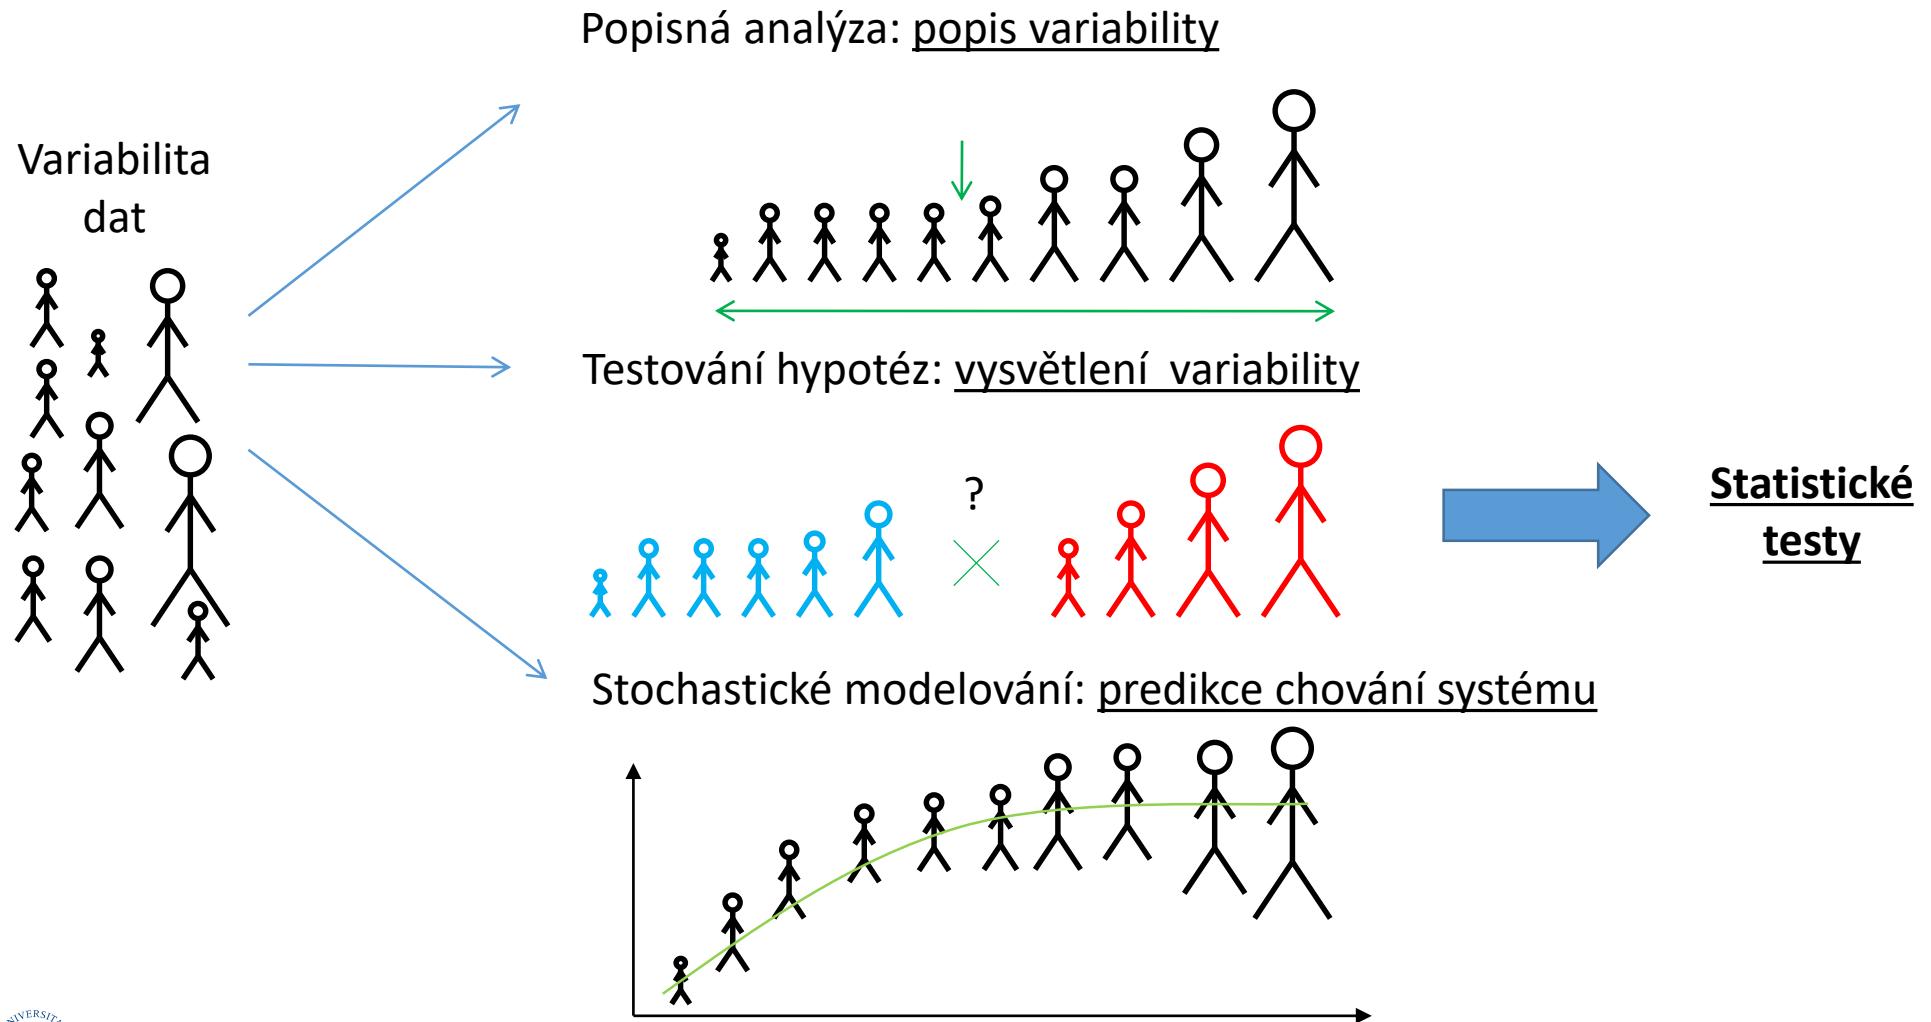 Popisná analýza: popis variability
Variabilita
dat
Testování hypotéz: vysvětlení  variability
?
Statistické
testy
Stochastické modelování: predikce chování systému